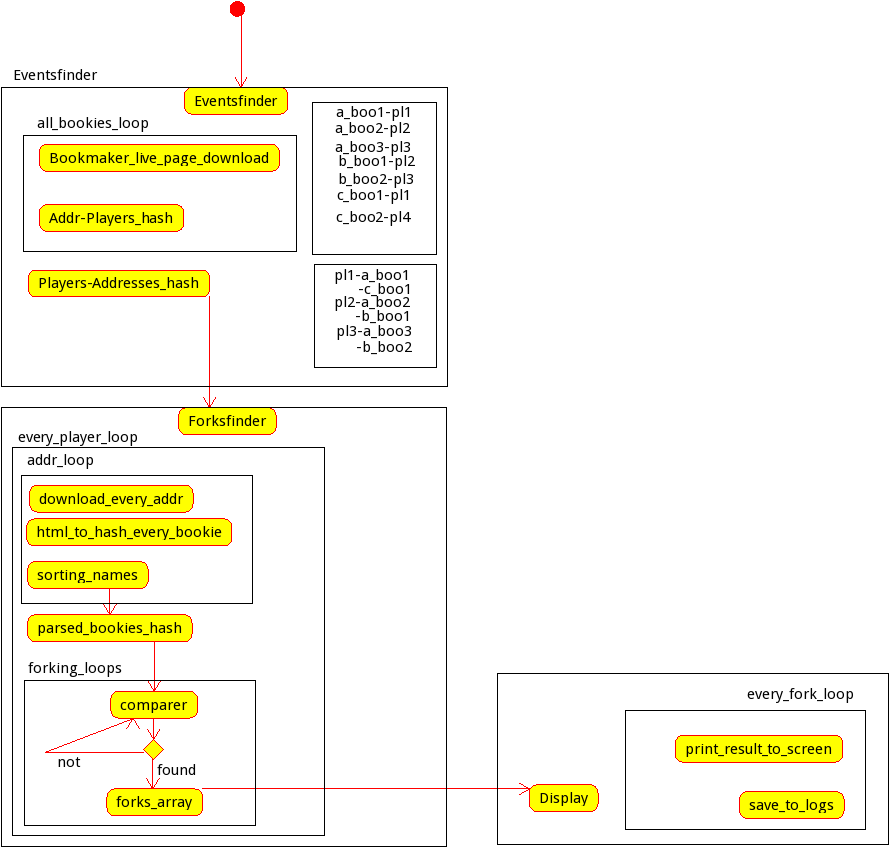 Eventsfinder
Eventsfinder
all_bookies_loop
Bookmaker_live_page_download
Addr-Players_hash
Players-Addresses_hash
a_boo1-pl1
a_boo2-pl2
a_boo3-pl3
b_boo1-pl2
b_boo2-pl3
c_boo1-pl1
c_boo2-pl4
pl1-a_boo1
-c_boo1
pl2-a_boo2
-b_boo1
pl3-a_boo3
-b_boo2
Forksfinder
every_player_loop
addr_loop
download_every_addr
html_to_hash_every_bookie
sorting_names
parsed_bookies_hash
forking_loops
comparer
not
found
forks_array
every_fork_loop
print_result_to_screen
Display
save_to_logs